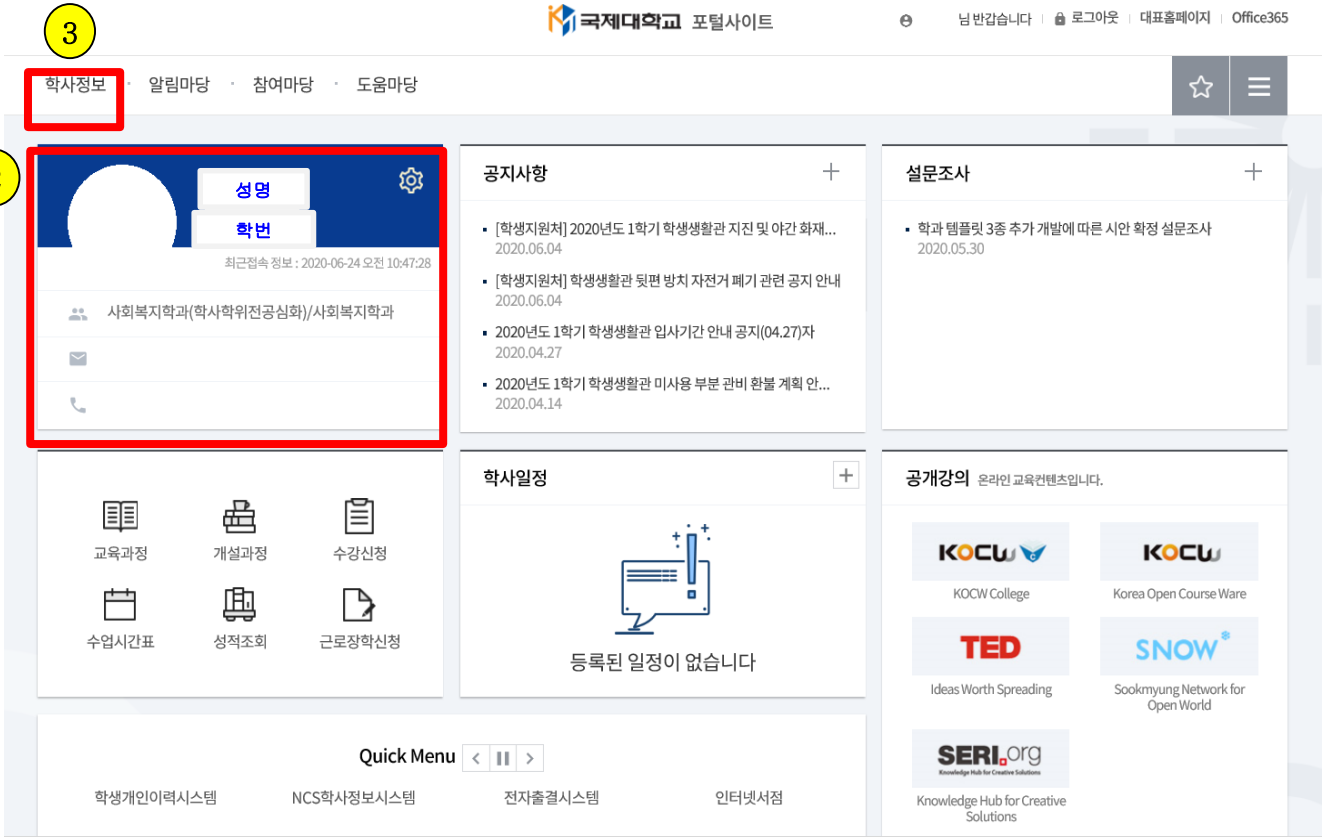 3
국제대학교 포털사이트
님 반갑습니다
로그아웃
대표홈페이지
Office365
학사정보
알림마당
참여마당
도움마당
성명
학번
최근접속 정보 : 2020-06-24 오전 10:47:28
사회복지학과(학사학위전공심화)/사회복지학과
공지사항
[학생지원처] 2020년도 1학기 학생생활관 지진 및 야간 화재...
2020.06.04
[학생지원처] 학생생활관 뒷편 방치 자전거 폐기 관련 공지 안내
2020.06.04
2020년도 1학기 학생생활관 입사기간 안내 공지(04.27)자
2020.04.27
2020년도 1학기 학생생활관 미사용 부분 관비 환불 계획 안...
2020.04.14
설문조사
학과 템플릿 3종 추가 개발에 따른 시안 확정 설문조사
2020.05.30
교육과정
개설과정
수강신청
수업시간표
성적조회
근로장학신청
학사일정
등록된 일정이 없습니다
공개강의 온라인 교육컨텐츠입니다.
KOCW
KOCW College
KOCW
Korea Open Course Ware
TED
Ideas Worth Spreading
SNOW
Sookmyung Network for
Open World
SERI.org
Knowledge Hub for Creative Solutions
Knowledge Hub for Creative
Solutions
Quick Menu
학생개인이력시스템
NCS학사정보시스템
전자출결시스템
인터넷서점